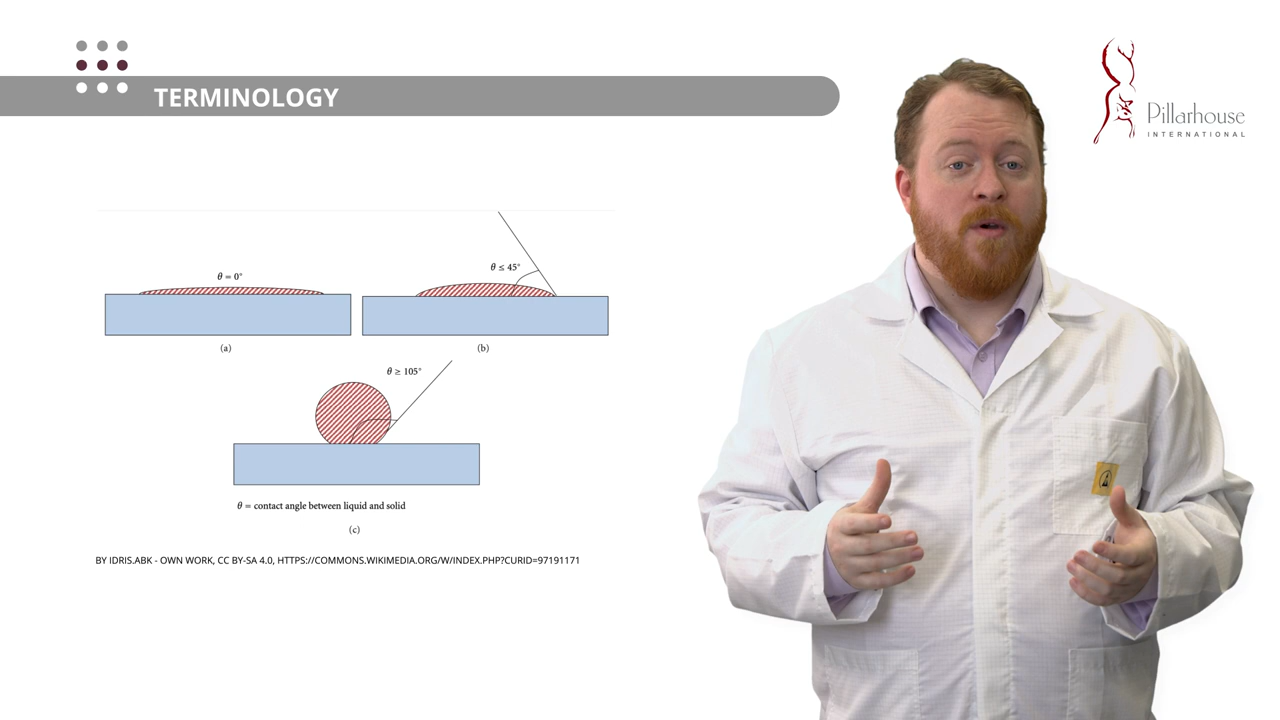 TERMINOLOGY
Pillarhouse
INTERNATIONAL
θ = 0°
θ ≤ 45°
(a)
(b)
θ ≥ 105°
θ = contact angle between liquid and solid
(c)
BY IDRIS.ABK - OWN WORK, CC BY-SA 4.0, HTTPS://COMMONS.WIKIMEDIA.ORG/W/INDEX.PHP?CURID=97191171